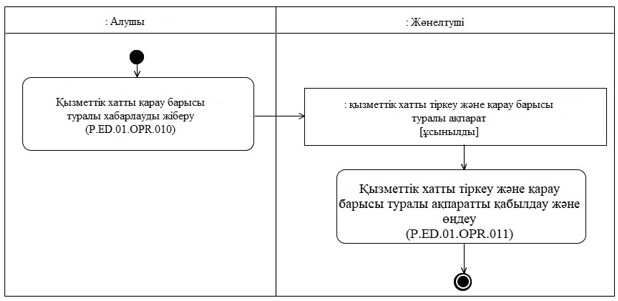 : Алушы
: Жөнелтуші
Қызметтік хатты қарау барысы
туралы хабарлауды жіберу
(P.ED.01.OPR.010)
: қызметтік хатты тіркеу және қарау барысы
туралы ақпарат
[ұсынылды]
Қызметтік хатты тіркеу және қарау
барысы туралы ақпаратты қабылдау және
өңдеу
(P.ED.01.OPR.011)